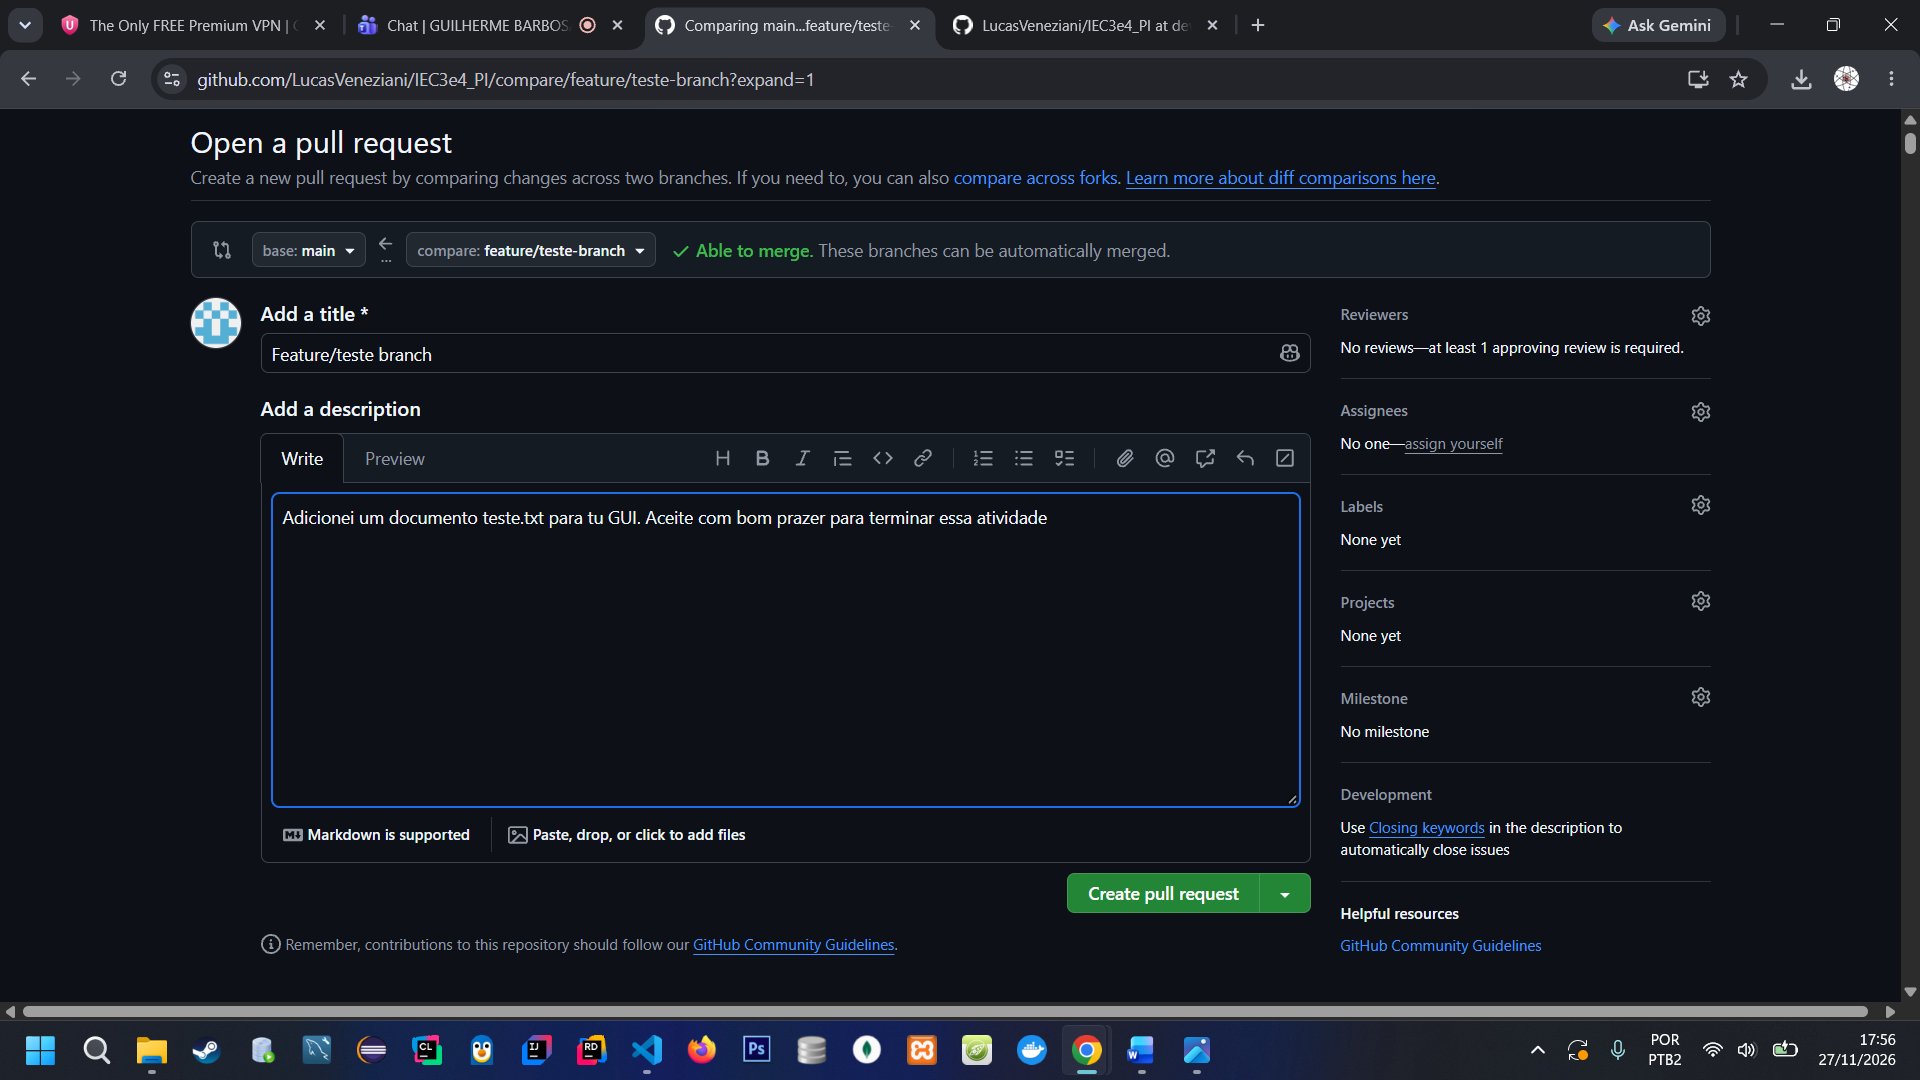 The Only FREE Premium VPN |
Chat | GUILHERME BARBOS
Comparing main...feature/teste-
LucasVeneziani/IEC3e4_PI at de
Ask Gemini
github.com/LucasVeneziani/IEC3e4_PI/compare/feature/teste-branch?expand=1
Open a pull request
Create a new pull request by comparing changes across two branches. If you need to, you can also compare across forks. Learn more about diff comparisons here.
base: main
...
compare: feature/teste-branch
Able to merge. These branches can be automatically merged.
Add a title *
Feature/teste branch
Add a description
Write
Preview
Adicionei um documento teste.txt para tu GUI. Aceite com bom prazer para terminar essa atividade
Markdown is supported
Paste, drop, or click to add files
Create pull request
Remember, contributions to this repository should follow our GitHub Community Guidelines.
Reviewers
No reviews—at least 1 approving review is required.
Assignees
No one—assign yourself
Labels
None yet
Projects
None yet
Milestone
No milestone
Development
Use Closing keywords in the description to
automatically close issues
Helpful resources
GitHub Community Guidelines
CL
IJ
RD
Ps
POR
PTB2
17:56
27/11/2026